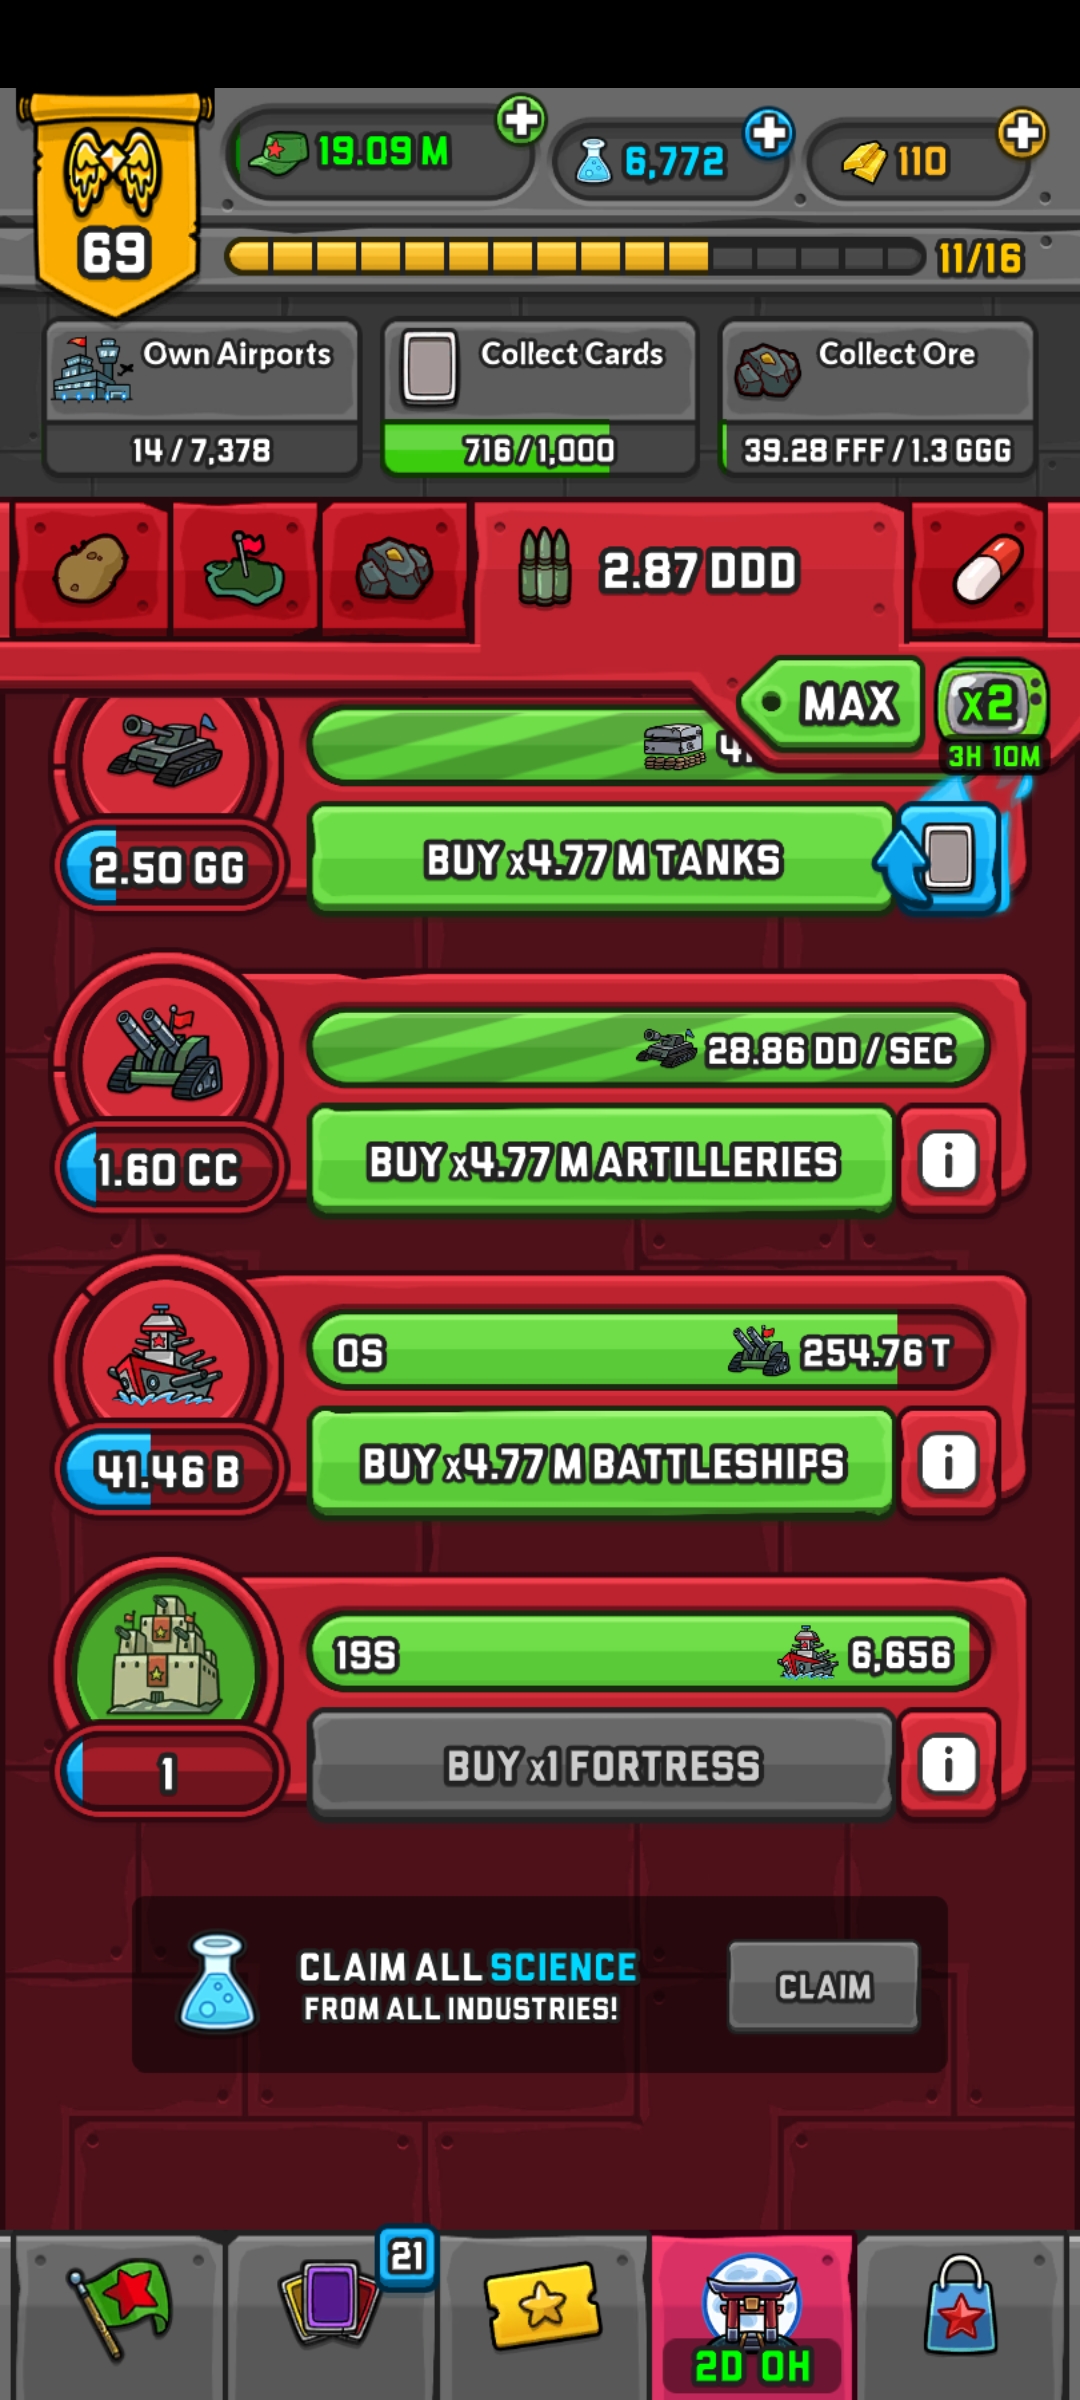 19.09 M
6,772
110
69
11/16
Own Airports
14 / 7,378
Collect Cards
716 / 1,000
Collect Ore
39.28 FFF / 1.3 GGG
2.87 DDD
MAX
x2
3H 10M
2.50 GG
BUY x4.77 M TANKS
28.86 DD / SEC
1.60 CC
BUY x4.77 M ARTILLERIES
i
0S
254.76 T
41.46 B
BUY x4.77 M BATTLESHIPS
i
19S
6,656
1
BUY x1 FORTRESS
i
CLAIM ALL SCIENCE
FROM ALL INDUSTRIES!
CLAIM
21
2D 0H